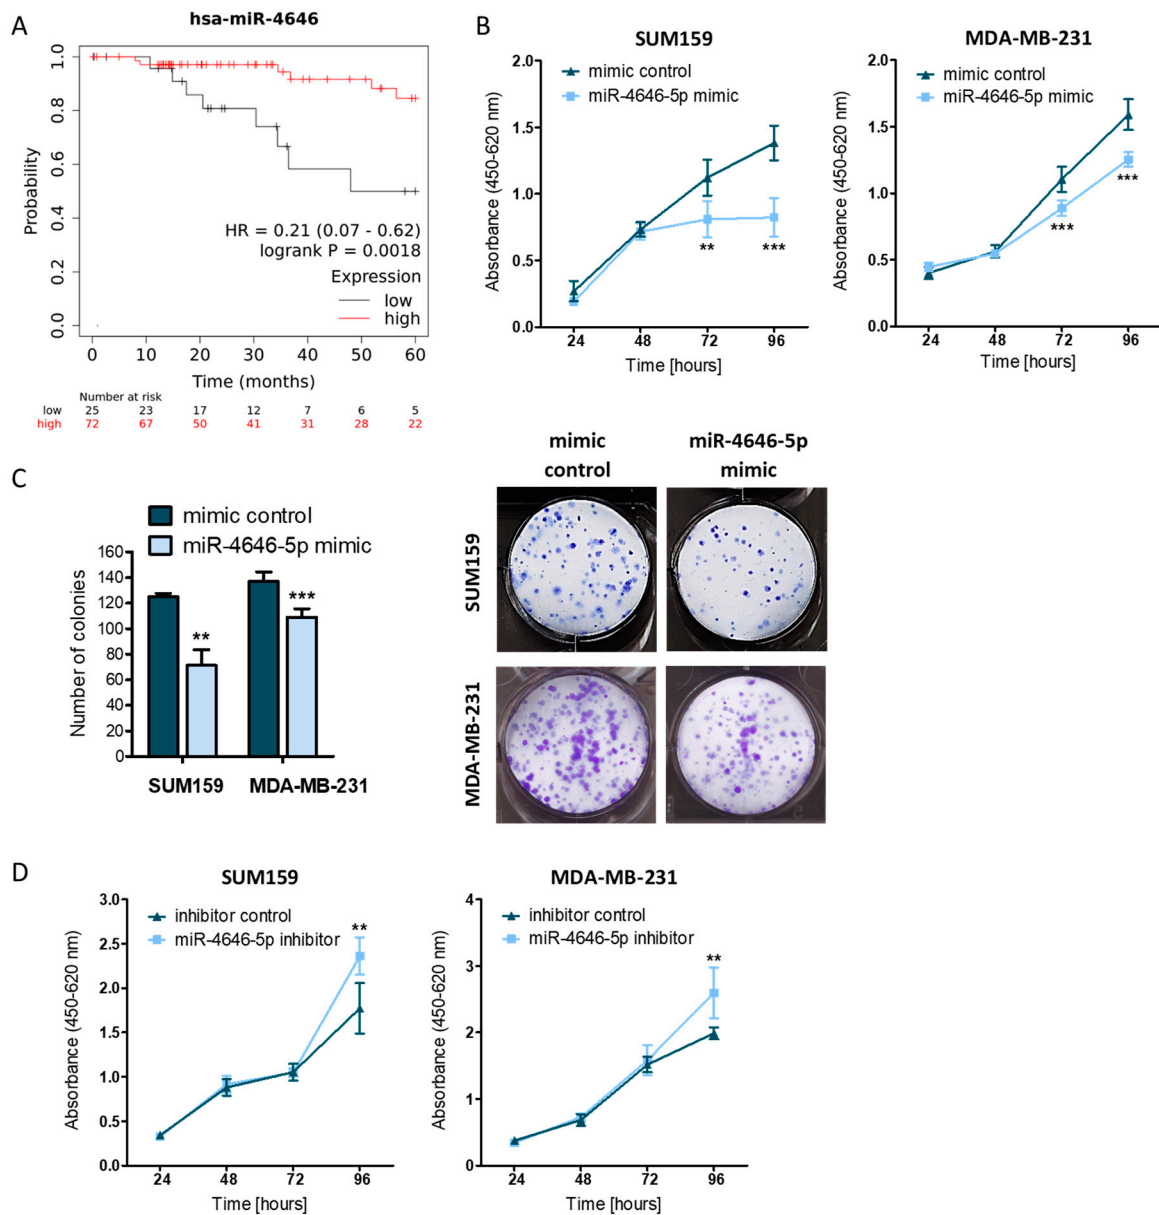 A
hsa-miR-4646
Probability
1.0
0.8
0.6
0.4
0.2
0.0
HR = 0.21 (0.07 - 0.62)
logrank P = 0.0018
Expression
low
high
0 10 20 30 40 50 60
Time (months)
Number at risk
low 25 23 17 12 7 6 5
high 72 67 50 41 31 28 22
B
SUM159
mimic control
miR-4646-5p mimic
Absorbance (450-620 nm)
2.0
1.5
1.0
0.5
0.0
** ***
24 48 72 96
Time [hours]
MDA-MB-231
mimic control
miR-4646-5p mimic
Absorbance (450-620 nm)
2.0
1.5
1.0
0.5
0.0
***
***
24 48 72 96
Time [hours]
C
mimic control
miR-4646-5p mimic
Number of colonies
160
140
120
100
80
60
40
20
0
**
***
SUM159 MDA-MB-231
mimic
control
miR-4646-5p
mimic
SUM159
MDA-MB-231
D
SUM159
inhibitor control
miR-4646-5p inhibitor
Absorbance (450-620 nm)
3.0
2.5
2.0
1.5
1.0
0.5
0.0
**
24 48 72 96
Time [hours]
MDA-MB-231
inhibitor control
miR-4646-5p inhibitor
Absorbance (450-620 nm)
4
3
2
1
0
**
24 48 72 96
Time [hours]